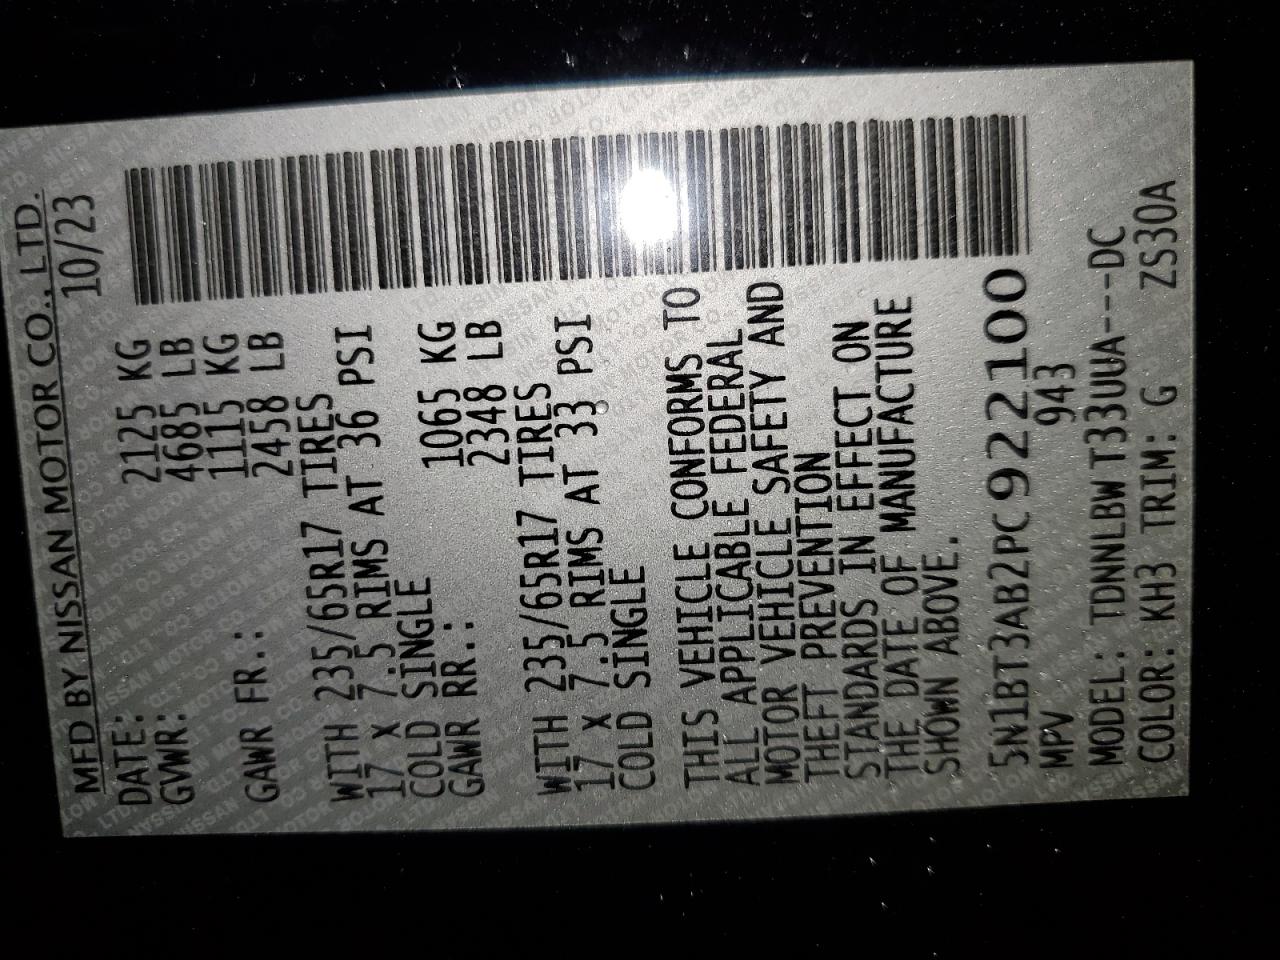 MFD BY NISSAN MOTOR CO., LTD.
DATE: 10/23
GVWR: 2125 KG
4685 LB
GAWR FR.: 1115 KG
2458 LB
WITH 235/65R17 TIRES
17 X 7.5 RIMS AT 36 PSI
COLD SINGLE
GAWR RR.: 1065 KG
2348 LB
WITH 235/65R17 TIRES
17 X 7.5 RIMS AT 33 PSI
COLD SINGLE
THIS VEHICLE CONFORMS TO
ALL APPLICABLE FEDERAL
MOTOR VEHICLE SAFETY AND
THEFT PREVENTION
STANDARDS IN EFFECT ON
THE DATE OF MANUFACTURE
SHOWN ABOVE.
5N1BT3AB2PC922100
MPV 943
MODEL: TDNNLBW T33UUA---DC
COLOR: KH3 TRIM: G ZS30A